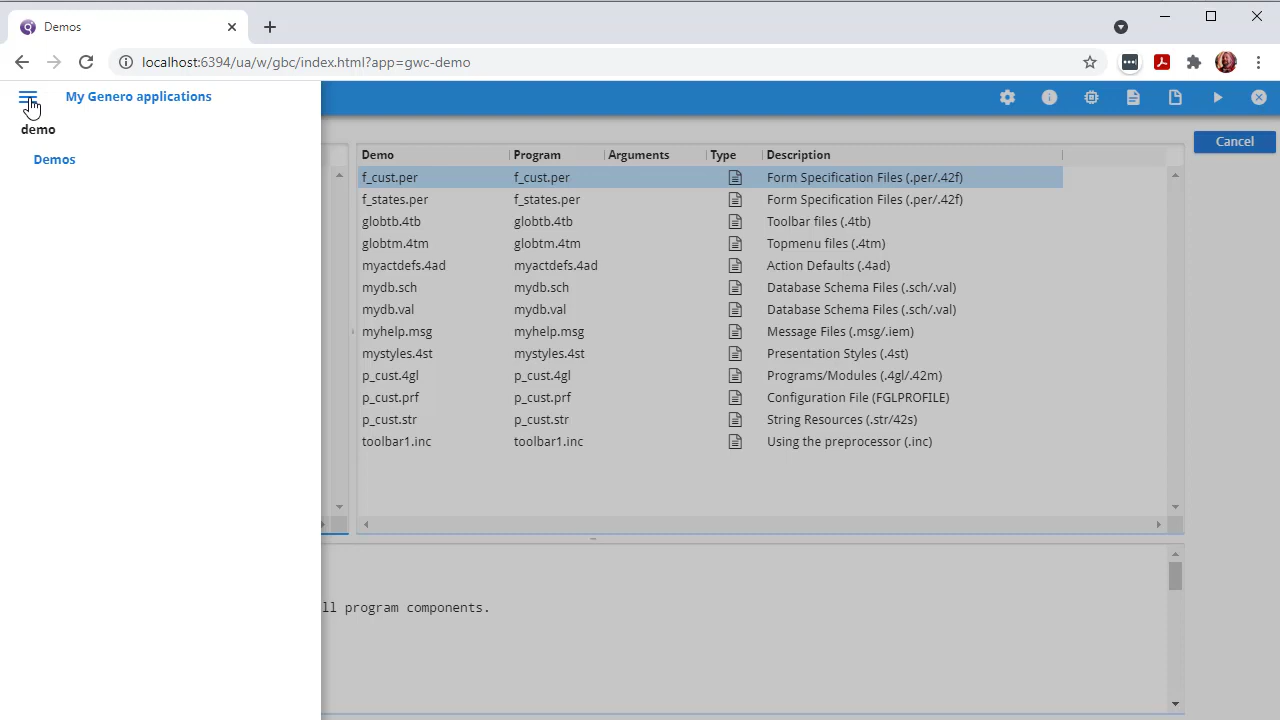 Demos
localhost:6394/ua/w/gbc/index.html?app=gwc-demo
My Genero applications
demo
Demos
Cancel
Demo Program Arguments Type Description
f_cust.per f_cust.per Form Specification Files (.per/.42f)
f_states.per f_states.per Form Specification Files (.per/.42f)
globtb.4tb globtb.4tb Toolbar files (.4tb)
globtm.4tm globtm.4tm Topmenu files (.4tm)
myactdefs.4ad myactdefs.4ad Action Defaults (.4ad)
mydb.sch mydb.sch Database Schema Files (.sch/.val)
mydb.val mydb.val Database Schema Files (.sch/.val)
myhelp.msg myhelp.msg Message Files (.msg/.iem)
mystyles.4st mystyles.4st Presentation Styles (.4st)
p_cust.4gl p_cust.4gl Programs/Modules (.4gl/.42m)
p_cust.prf p_cust.prf Configuration File (FGLPROFILE)
p_cust.str p_cust.str String Resources (.str/42s)
toolbar1.inc toolbar1.inc Using the preprocessor (.inc)
ll program components.